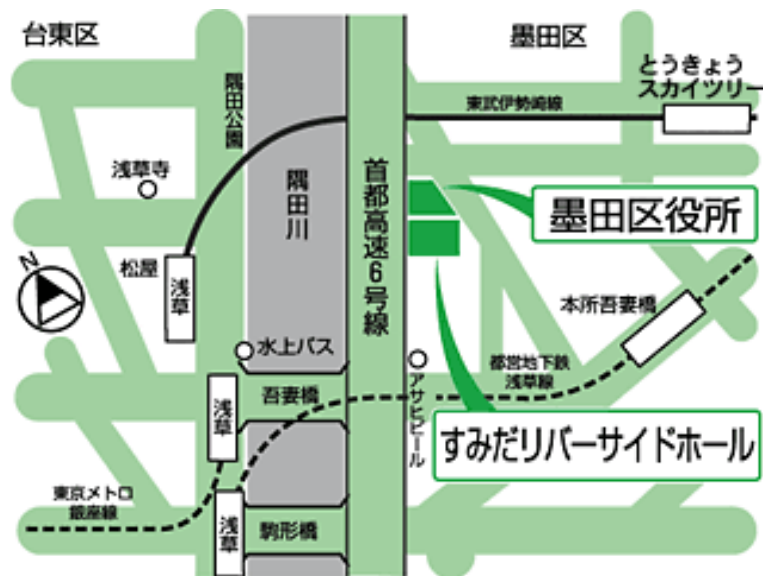 台東区
墨田区
とうきょう
スカイツリー
東武伊勢崎線
隅田公園
浅草寺
隅田川
首都高速6号線
墨田区役所
松屋
浅草
N
本所吾妻橋
水上バス
都営地下鉄
浅草線
アサヒビール
吾妻橋
浅草
すみだリバーサイドホール
東京メトロ
銀座線
浅草
駒形橋